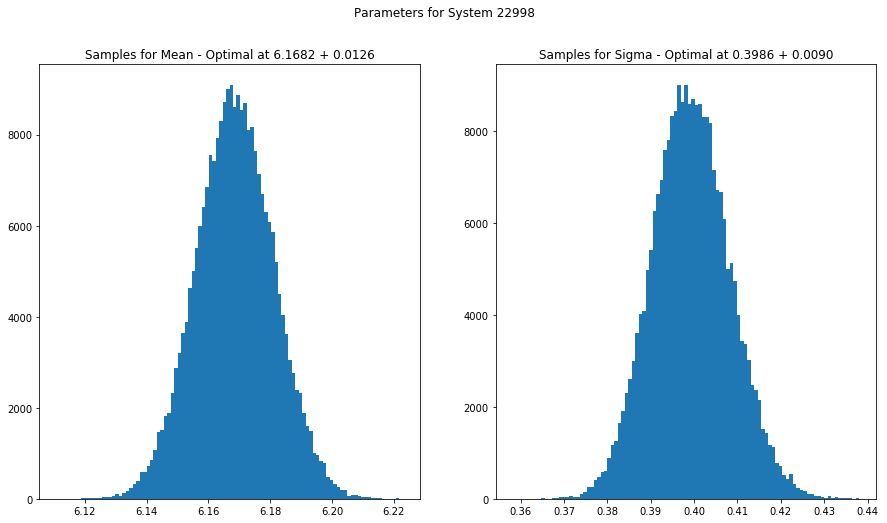 Parameters for System 22998
Samples for Mean - Optimal at 6.1682 + 0.0126
Samples for Sigma - Optimal at 0.3986 + 0.0090
8000
6000
4000
2000
0
6.12 6.14 6.16 6.18 6.20 6.22
8000
6000
4000
2000
0
0.36 0.37 0.38 0.39 0.40 0.41 0.42 0.43 0.44